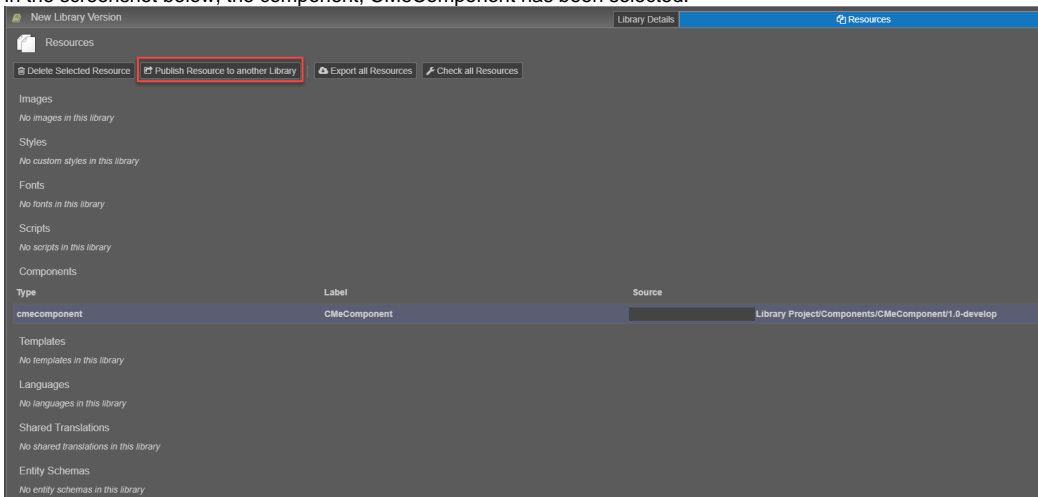 In the screenshot below, the component, CMeComponent has been selected.
New Library Version
Library Details
Resources
Resources
Delete Selected Resource
Publish Resource to another Library
Export all Resources
Check all Resources
Images
No images in this library
Styles
No custom styles in this library
Fonts
No fonts in this library
Scripts
No scripts in this library
Components
Type Label Source
cmecomponent CMeComponent Library Project/Components/CMeComponent/1.0-develop
Templates
No templates in this library
Languages
No languages in this library
Shared Translations
No shared translations in this library
Entity Schemas
No entity schemas in this library